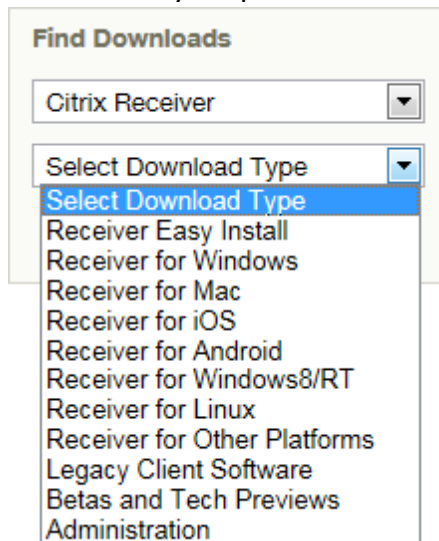 Find Downloads
Citrix Receiver
Select Download Type
Select Download Type
Receiver Easy Install
Receiver for Windows
Receiver for Mac
Receiver for iOS
Receiver for Android
Receiver for Windows8/RT
Receiver for Linux
Receiver for Other Platforms
Legacy Client Software
Betas and Tech Previews
Administration